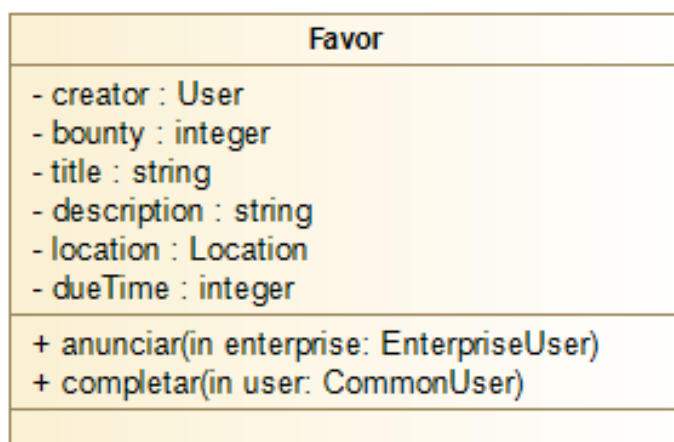 Favor
- creator : User
- bounty : integer
- title : string
- description : string
- location : Location
- dueTime : integer
+ anunciar(in enterprise: EnterpriseUser)
+ completar(in user: CommonUser)